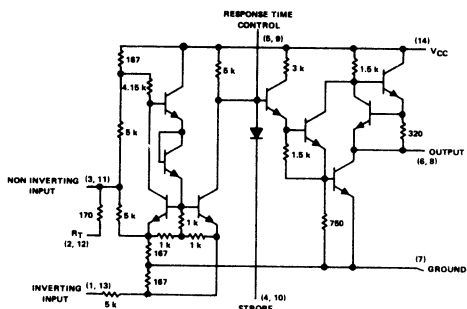 RESPONSE TIME
CONTROL
(5, 9)
(14)
VCC
167
4.15 k
5 k
3 k
1.5 k
5 k
320
OUTPUT
(6, 8)
1.5 k
NON INVERTING
INPUT
(3, 11)
170
5 k
1 k
1 k
1 k
750
RT
(2, 12)
167
167
(7)
GROUND
INVERTING
INPUT
(1, 13)
5 k
(4, 10)
STROBE